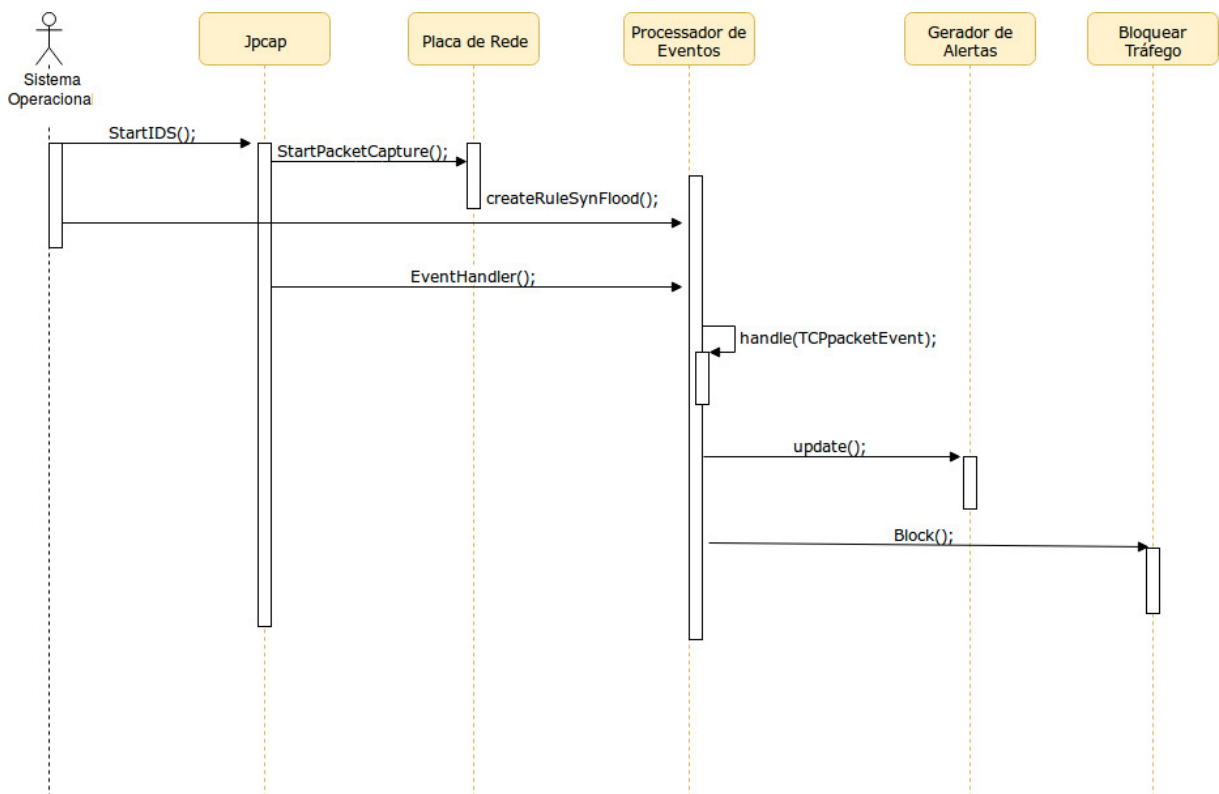 Sistema
Operacional
Jpcap
Placa de Rede
Processador de
Eventos
Gerador de
Alertas
Bloquear
Tráfego
StartIDS();
StartPacketCapture();
createRuleSynFlood();
EventHandler();
handle(TCPpacketEvent);
update();
Block();